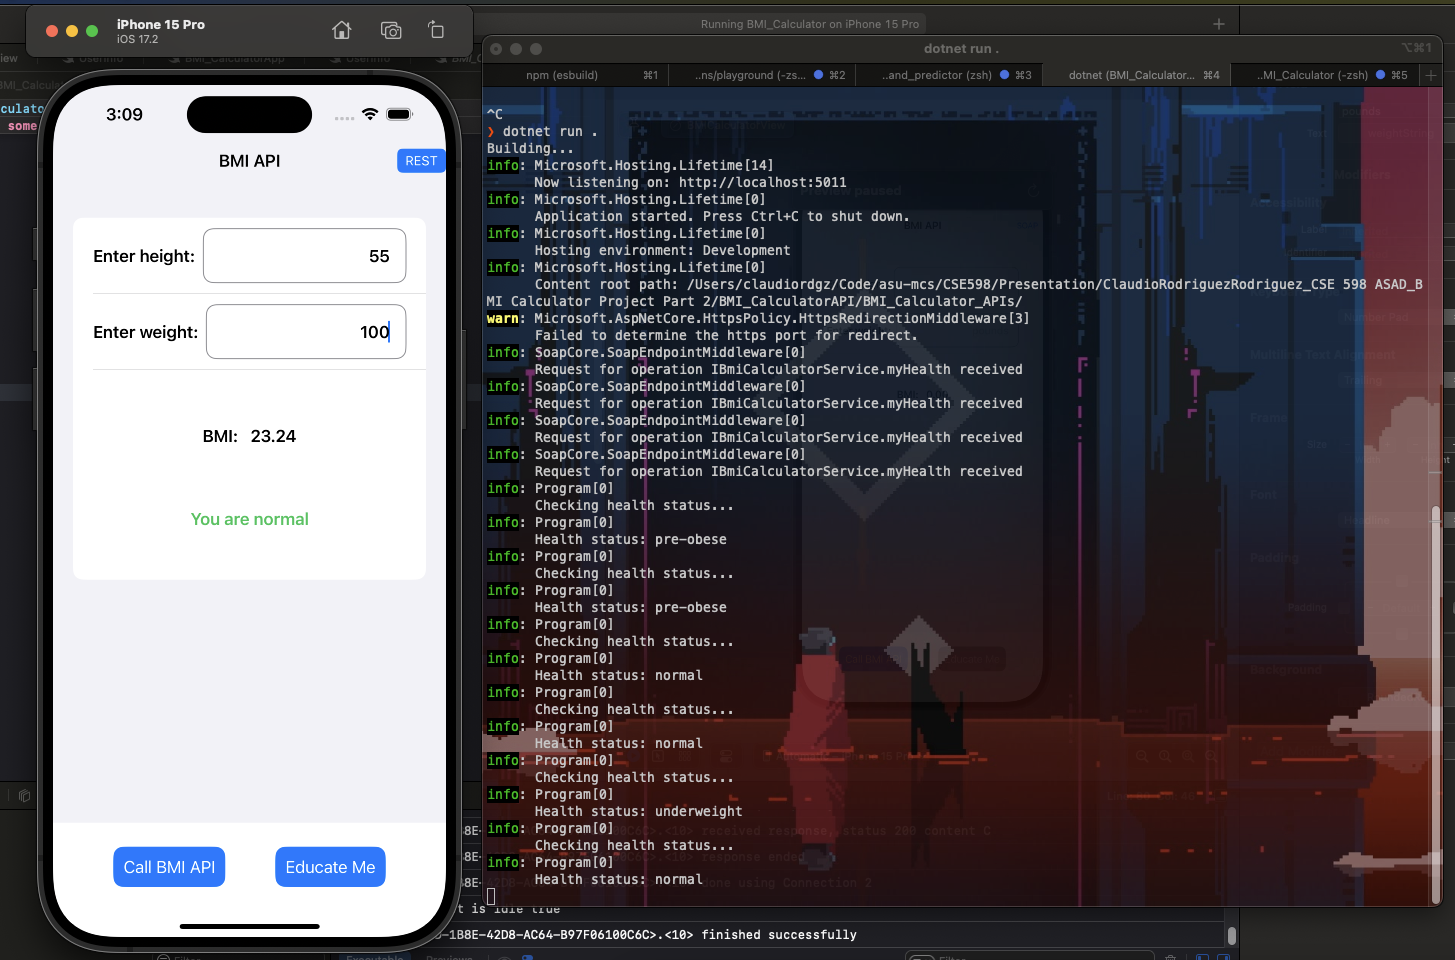 iPhone 15 Pro
iOS 17.2
Running BMI_Calculator on iPhone 15 Pro
dotnet run .
⌥⌘1
npm (esbuild) ⌘1
..ns/playground (-zs... ⌘2
..and_predictor (zsh) ⌘3
dotnet (BMI_Calculator... ⌘4
..MI_Calculator (-zsh) ⌘5
3:09
BMI API
REST
Enter height: 55
Enter weight: 100
BMI: 23.24
You are normal
Call BMI API
Educate Me
^C
❯ dotnet run .
Building...
info: Microsoft.Hosting.Lifetime[14]
Now listening on: http://localhost:5011
info: Microsoft.Hosting.Lifetime[0]
Application started. Press Ctrl+C to shut down.
info: Microsoft.Hosting.Lifetime[0]
Hosting environment: Development
info: Microsoft.Hosting.Lifetime[0]
Content root path: /Users/claudiordgz/Code/asu-mcs/CSE598/Presentation/ClaudioRodriguezRodriguez_CSE 598 ASAD_B
MI Calculator Project Part 2/BMI_CalculatorAPI/BMI_Calculator_APIs/
warn: Microsoft.AspNetCore.HttpsPolicy.HttpsRedirectionMiddleware[3]
Failed to determine the https port for redirect.
info: SoapCore.SoapEndpointMiddleware[0]
Request for operation IBmiCalculatorService.myHealth received
info: SoapCore.SoapEndpointMiddleware[0]
Request for operation IBmiCalculatorService.myHealth received
info: SoapCore.SoapEndpointMiddleware[0]
Request for operation IBmiCalculatorService.myHealth received
info: SoapCore.SoapEndpointMiddleware[0]
Request for operation IBmiCalculatorService.myHealth received
info: Program[0]
Checking health status...
info: Program[0]
Health status: pre-obese
info: Program[0]
Checking health status...
info: Program[0]
Health status: pre-obese
info: Program[0]
Checking health status...
info: Program[0]
Health status: normal
info: Program[0]
Checking health status...
info: Program[0]
Health status: normal
info: Program[0]
Checking health status...
info: Program[0]
Health status: underweight
info: Program[0]
Checking health status...
info: Program[0]
Health status: normal
t is idle true
-1B8E-42D8-AC64-B97F06100C6C>.<10> finished successfully